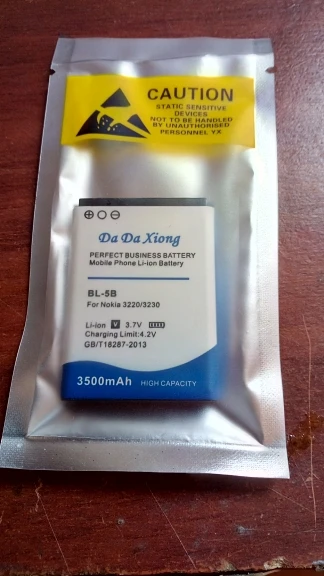 CAUTION
STATIC SENSITIVE
DEVICES
NOT TO BE HANDLED
BY UNAUTHORISED
PERSONNEL YX
Da Da Xiong
PERFECT BUSINESS BATTERY
Mobile Phone Li-ion Battery
BL-5B
For Nokia 3220/3230
Li-ion V 3.7V
Charging Limit:4.2V
GB/T18287-2013
3500mAh HIGH CAPACITY